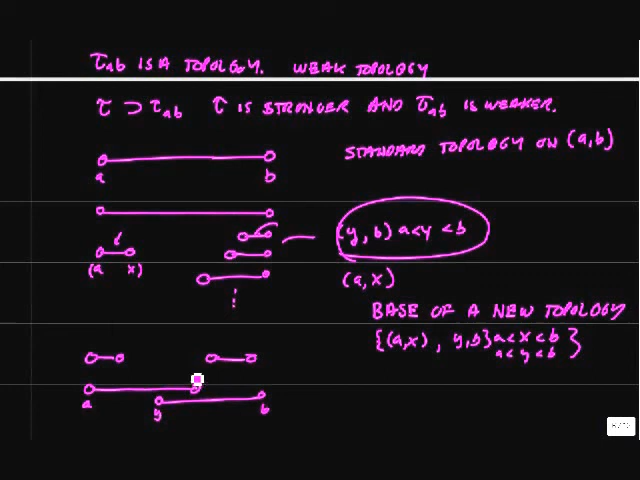 τab IS A TOPOLOGY. WEAK TOPOLOGY
τ ⊃ τab τ IS STRONGER AND τab IS WEAKER.
STANDARD TOPOLOGY ON (a,b)
a b
(y, b) a<y<b
(a x)
(a,x)
⋮
BASE OF A NEW TOPOLOGY
{(a,x), y,b) a<x<b
a<y<b }
a y b